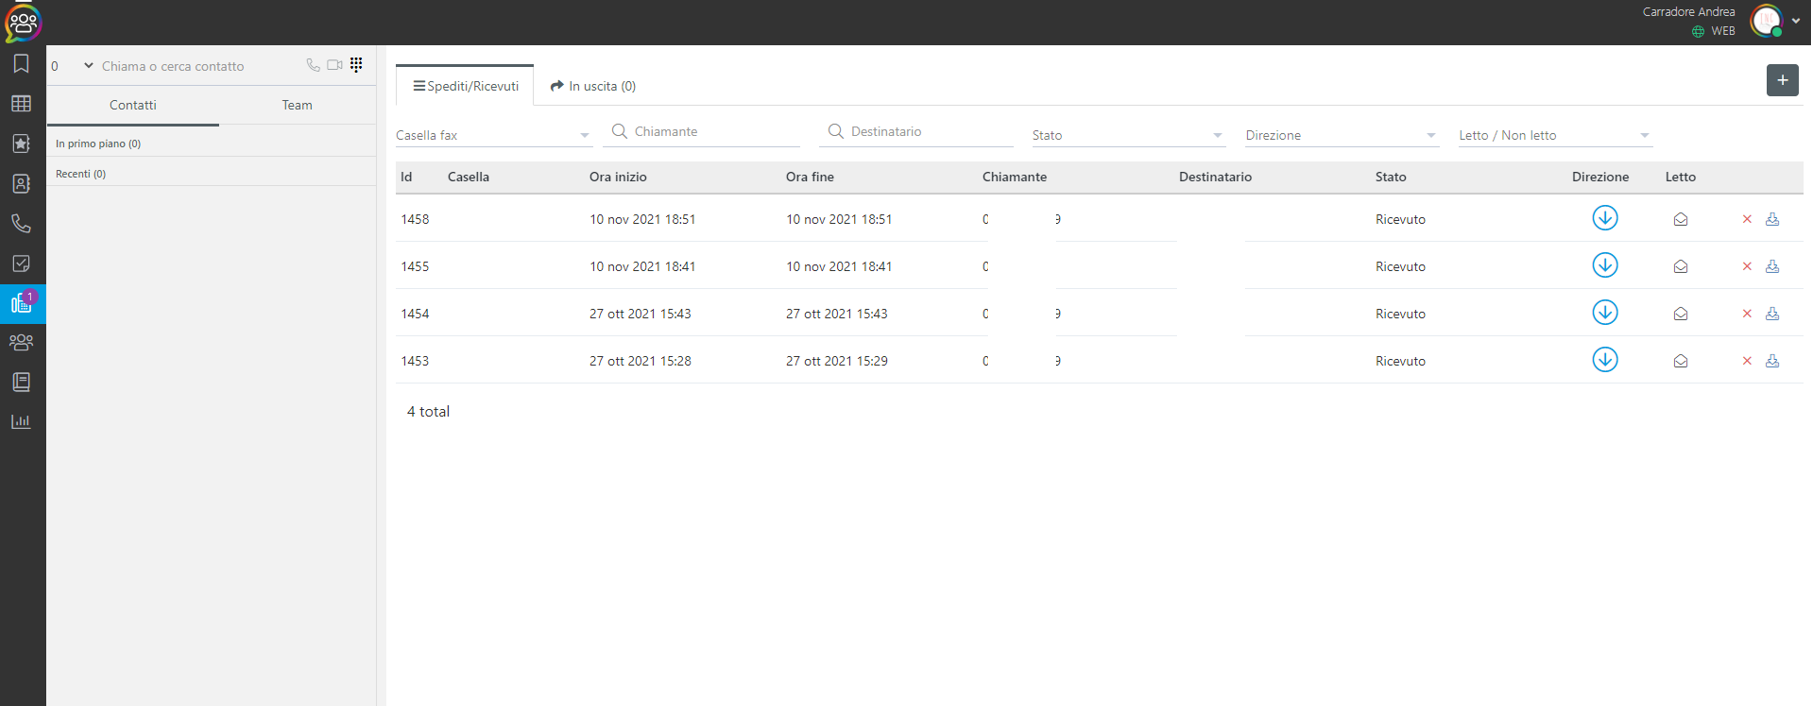 Carradore Andrea
WEB
0 Chiama o cerca contatto
Contatti Team
In primo piano (0)
Recenti (0)
1
Spediti/Ricevuti In uscita (0)
+
Casella fax Chiamante Destinatario Stato Direzione Letto / Non letto
Id Casella Ora inizio Ora fine Chiamante Destinatario Stato Direzione Letto
1458 10 nov 2021 18:51 10 nov 2021 18:51 0 9 Ricevuto
1455 10 nov 2021 18:41 10 nov 2021 18:41 0 Ricevuto
1454 27 ott 2021 15:43 27 ott 2021 15:43 0 9 Ricevuto
1453 27 ott 2021 15:28 27 ott 2021 15:29 0 9 Ricevuto
4 total